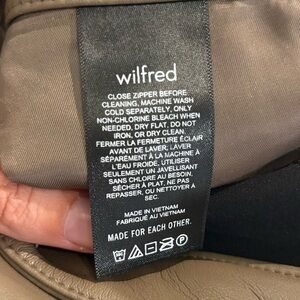 wilfred
CLOSE ZIPPER BEFORE
CLEANING, MACHINE WASH
COLD SEPARATELY, ONLY
NON-CHLORINE BLEACH WHEN
NEEDED, DRY FLAT, DO NOT
IRON, OR DRY CLEAN.
FERMER LA FERMETURE ÉCLAIR
AVANT DE LAVER, LAVER
SÉPAREMENT À LA MACHINE À
L'EAU FROIDE, UTILISER
SEULEMENT UN JAVELLISANT
SANS CHLORE AU BESOIN,
SÉCHER À PLAT, NE PAS
REPASSER, OU NETTOYER À
SEC.
MADE IN VIETNAM
FABRIQUÉ AU VIETNAM
MADE FOR EACH OTHER.